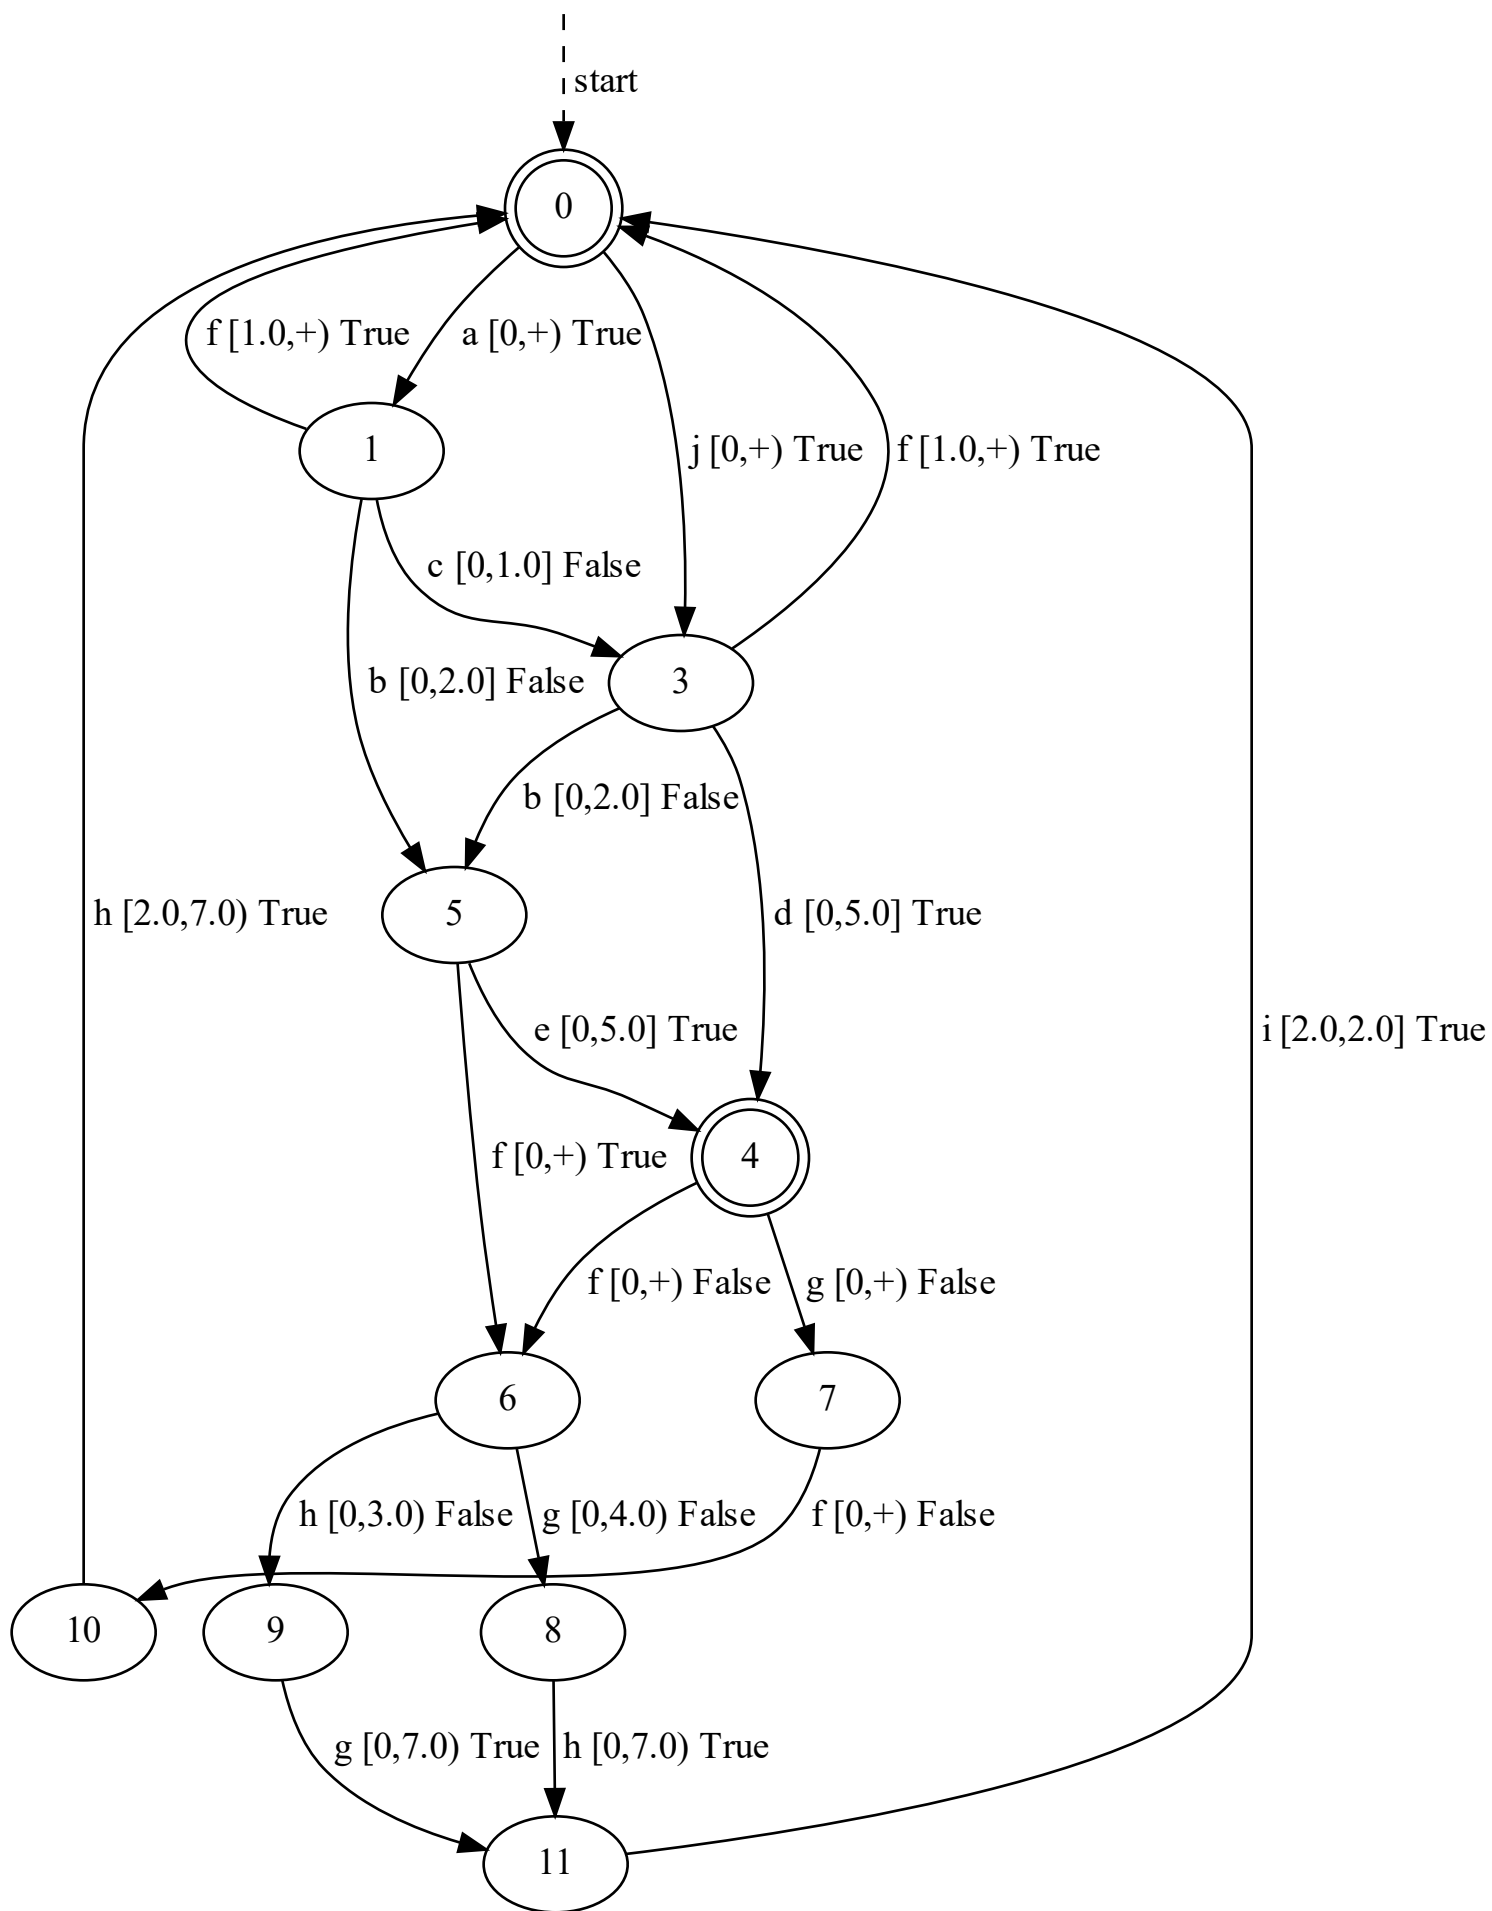 start
0
f [1.0,+) True
a [0,+) True
1
j [0,+) True
f [1.0,+) True
c [0,1.0] False
b [0,2.0] False
3
b [0,2.0] False
h [2.0,7.0) True
5
d [0,5.0] True
e [0,5.0] True
i [2.0,2.0] True
f [0,+) True
4
f [0,+) False
g [0,+) False
6
7
h [0,3.0) False
g [0,4.0) False
f [0,+) False
10
9
8
g [0,7.0) True
h [0,7.0) True
11